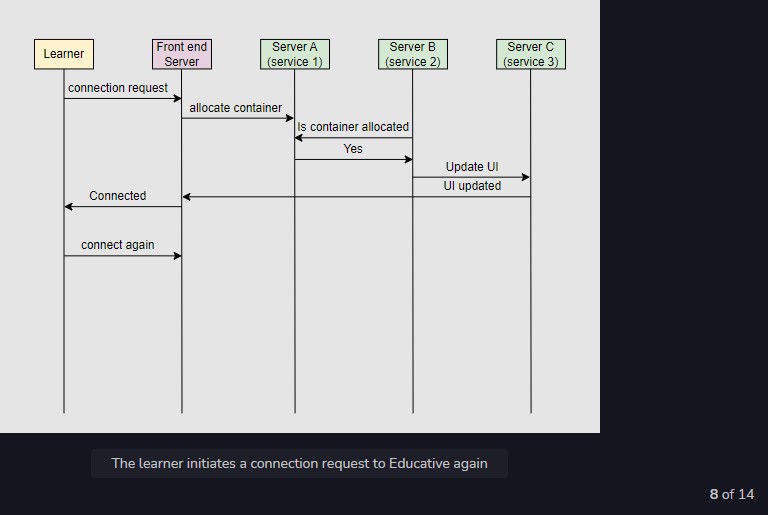 Learner
Front end
Server
Server A
(service 1)
Server B
(service 2)
Server C
(service 3)
connection request
allocate container
Is container allocated
Yes
Update UI
UI updated
Connected
connect again
The learner initiates a connection request to Educative again
8 of 14